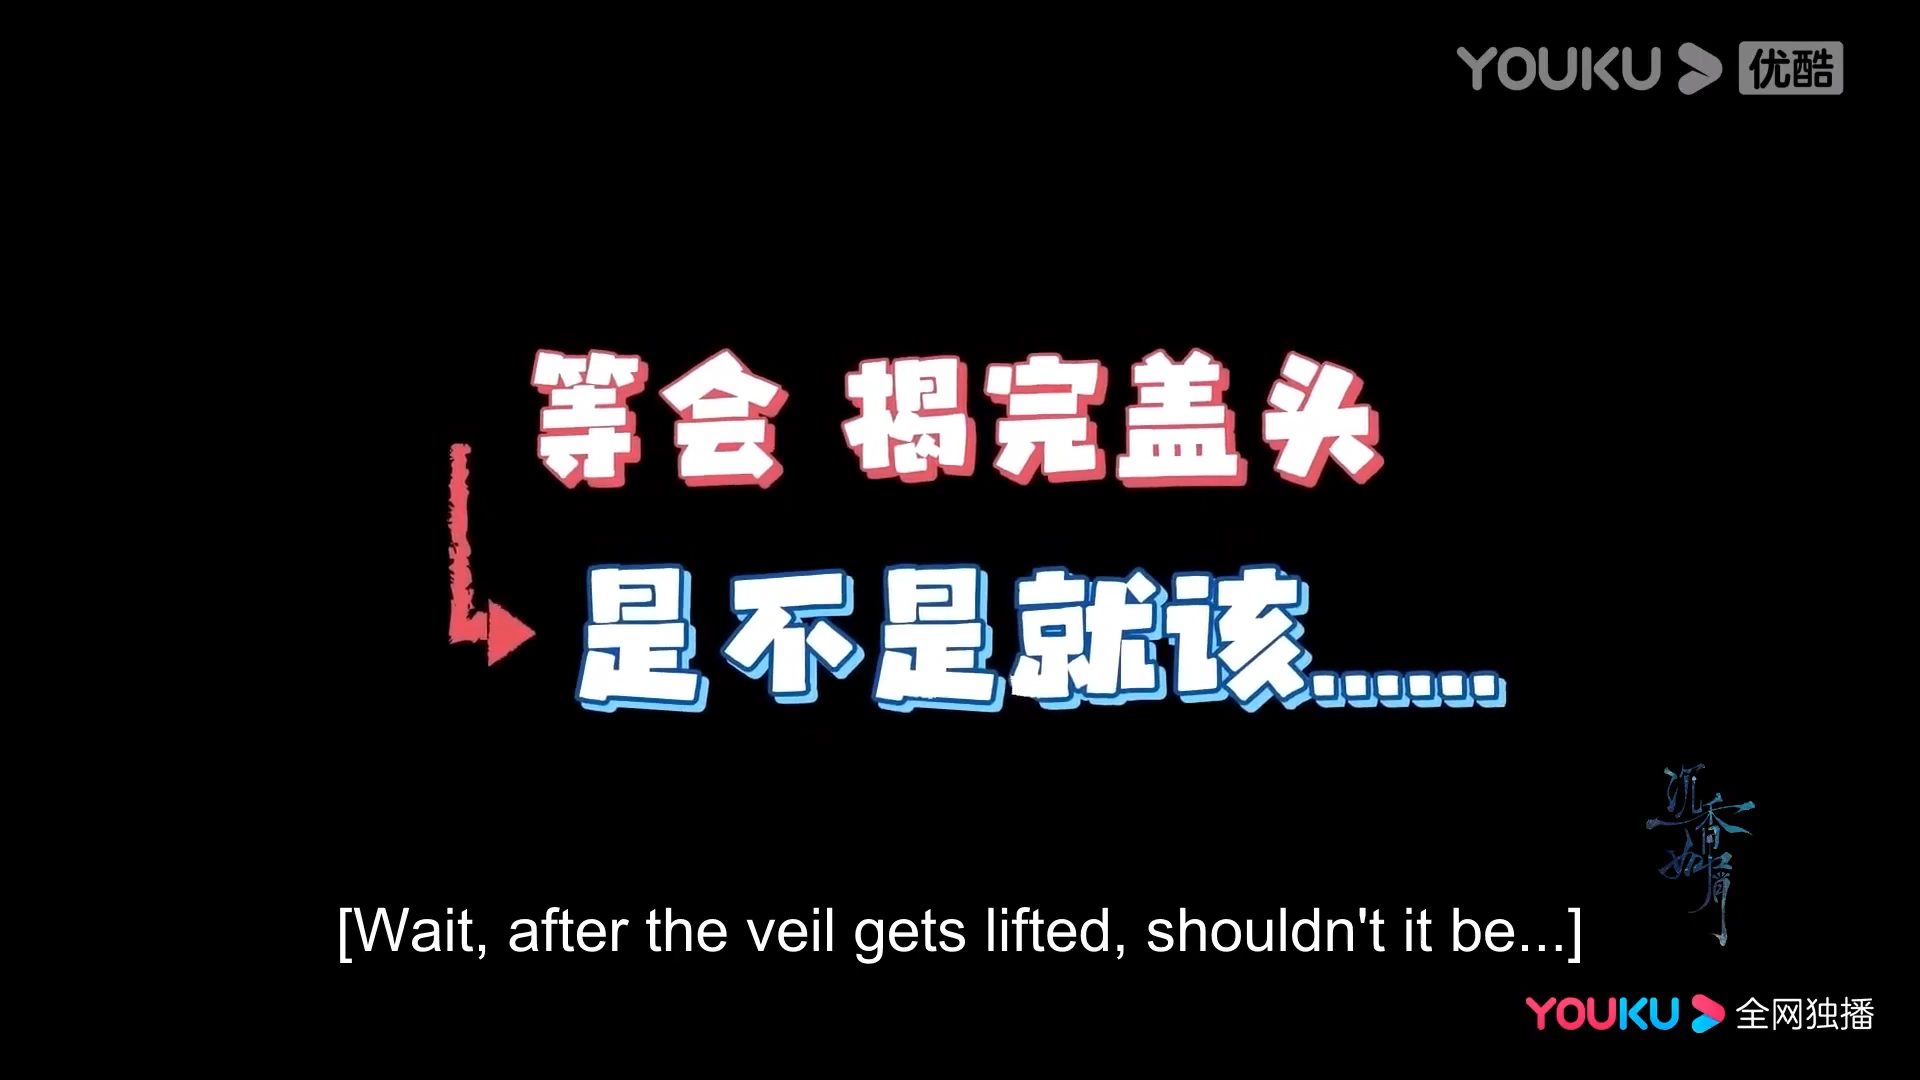 YOUKU 优酷
等会 揭完盖头
是不是就该......
沉香如屑
[Wait, after the veil gets lifted, shouldn't it be...]
YOUKU 全网独播